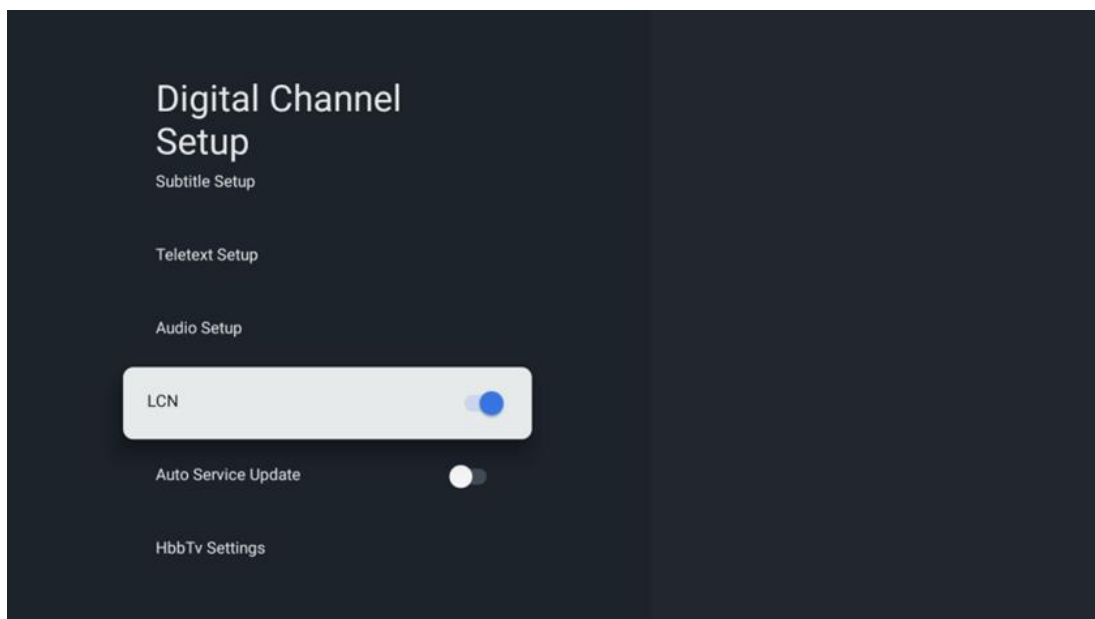 Digital Channel
Setup
Subtitle Setup
Teletext Setup
Audio Setup
LCN
Auto Service Update
HbbTv Settings